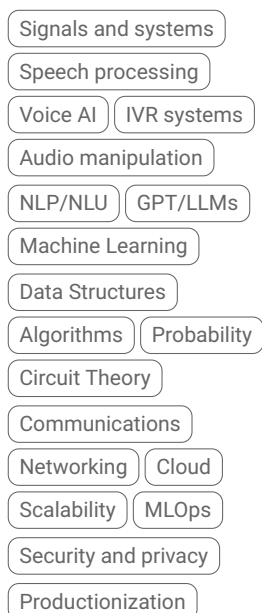 Signals and systems
Speech processing
Voice AI IVR systems
Audio manipulation
NLP/NLU GPT/LLMs
Machine Learning
Data Structures
Algorithms Probability
Circuit Theory
Communications
Networking Cloud
Scalability MLOps
Security and privacy
Productionization